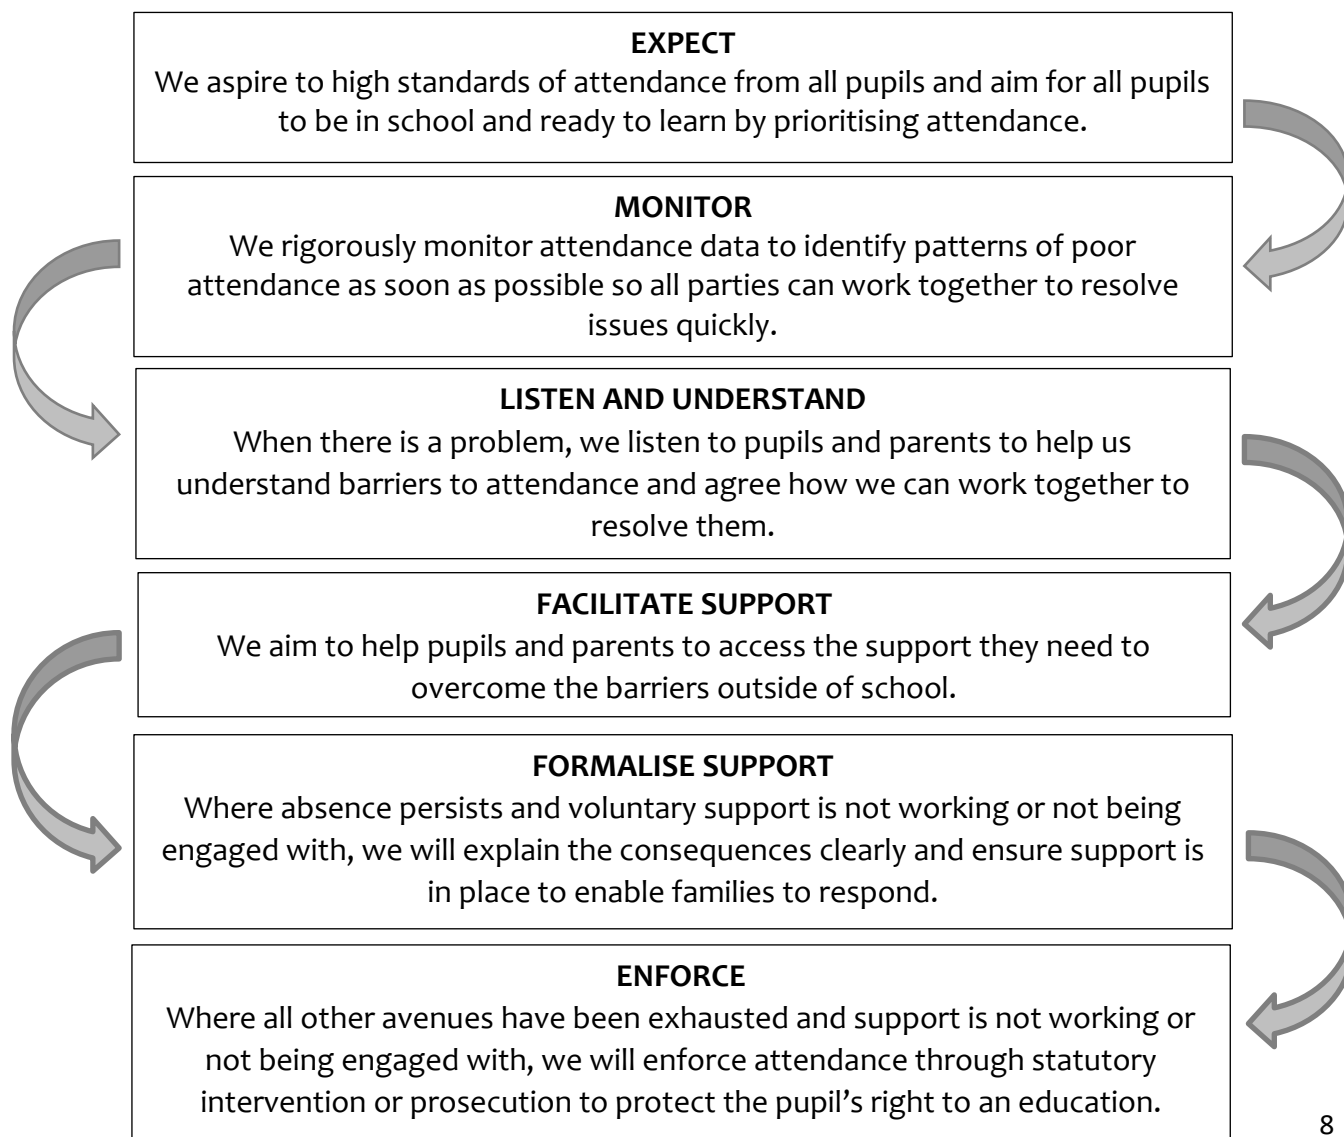 EXPECT
We aspire to high standards of attendance from all pupils and aim for all pupils
to be in school and ready to learn by prioritising attendance.
MONITOR
We rigorously monitor attendance data to identify patterns of poor
attendance as soon as possible so all parties can work together to resolve
issues quickly.
LISTEN AND UNDERSTAND
When there is a problem, we listen to pupils and parents to help us
understand barriers to attendance and agree how we can work together to
resolve them.
FACILITATE SUPPORT
We aim to help pupils and parents to access the support they need to
overcome the barriers outside of school.
FORMALISE SUPPORT
Where absence persists and voluntary support is not working or not being
engaged with, we will explain the consequences clearly and ensure support is
in place to enable families to respond.
ENFORCE
Where all other avenues have been exhausted and support is not working or
not being engaged with, we will enforce attendance through statutory
intervention or prosecution to protect the pupil’s right to an education.
8